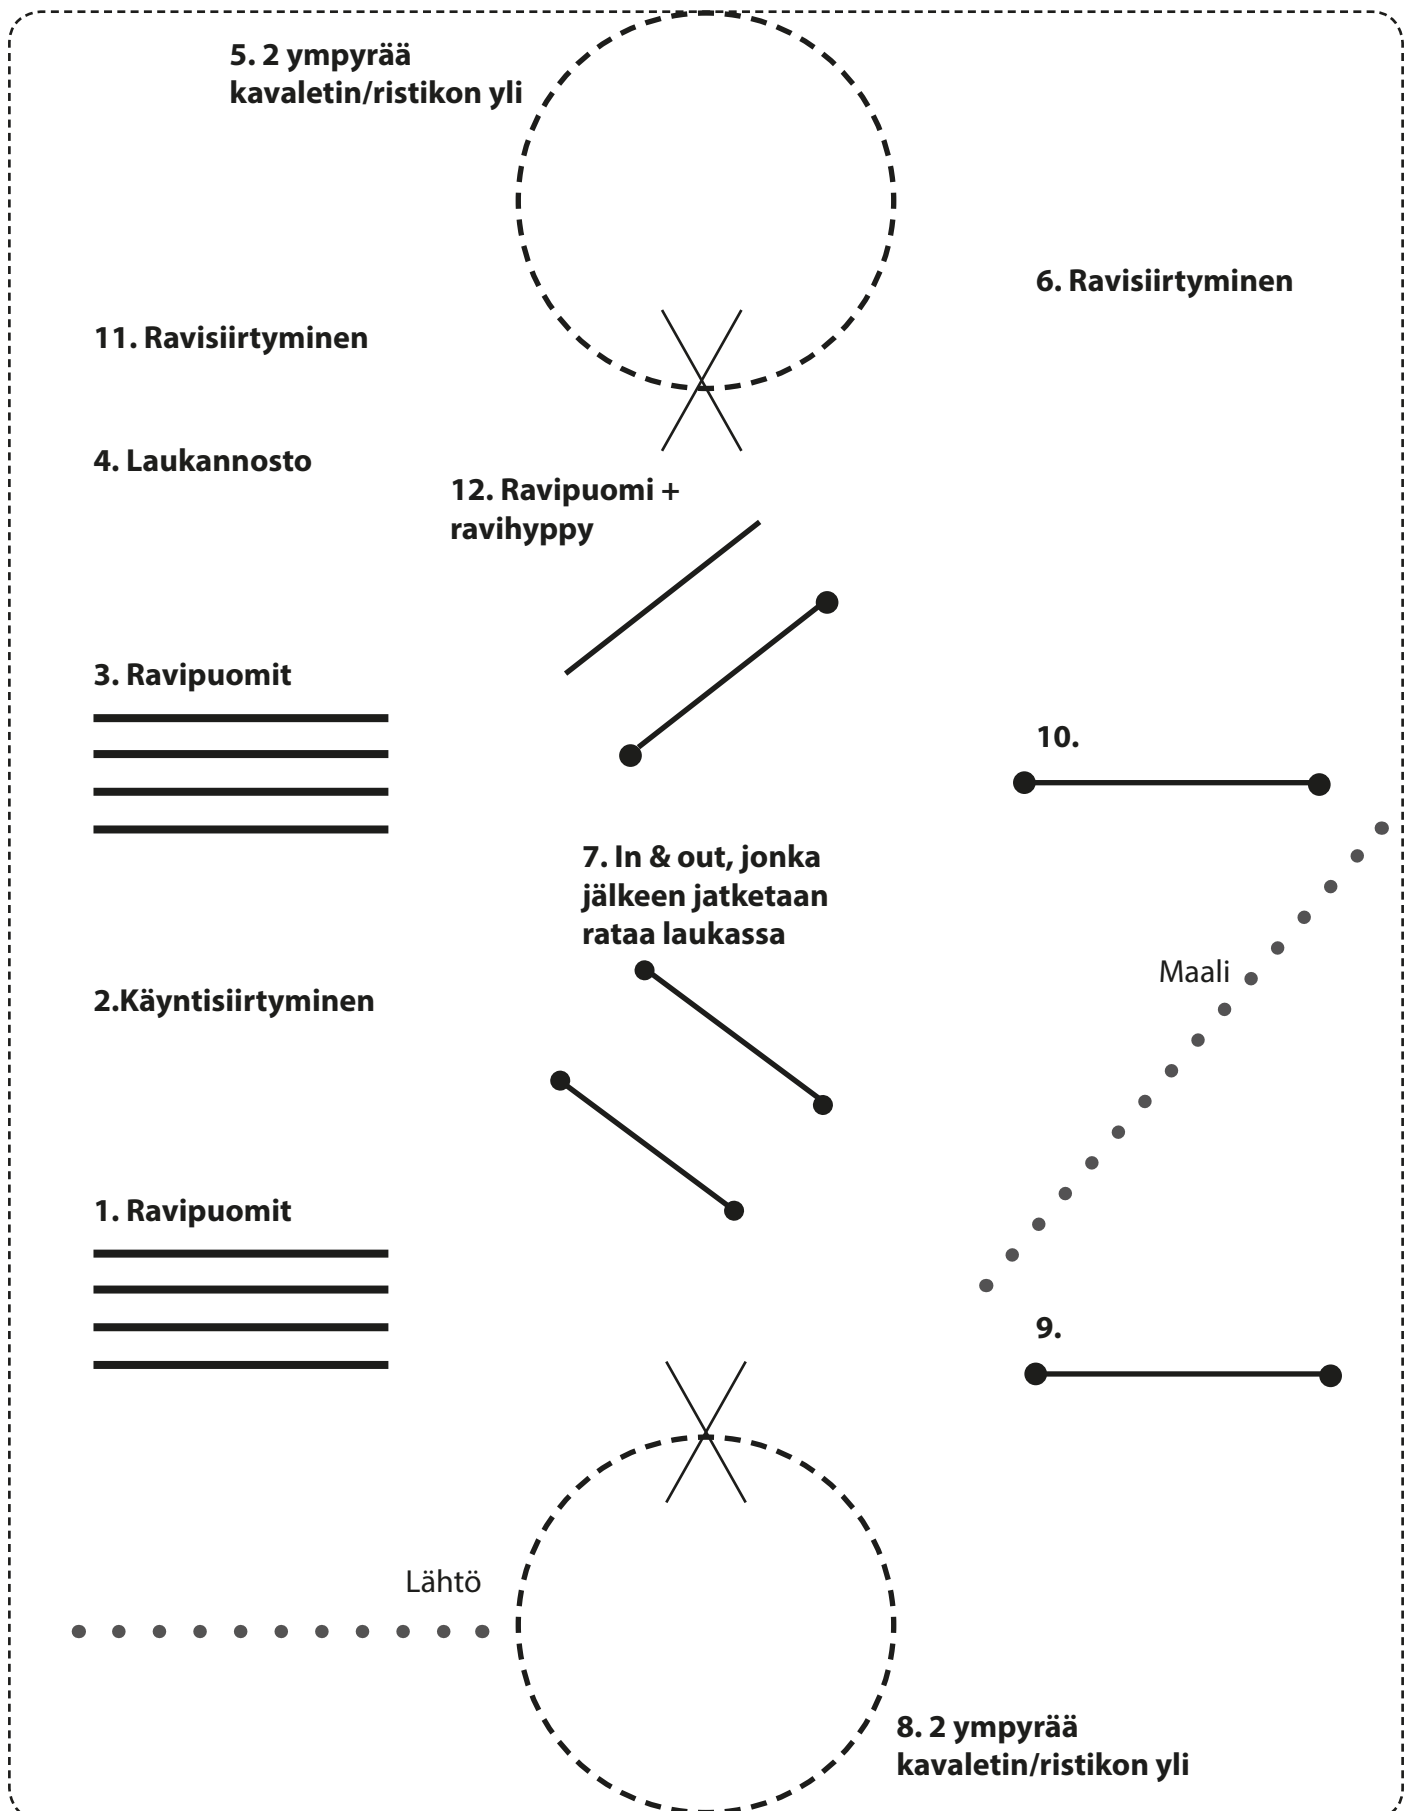 5. 2 ympyrää
kavaletin/ristikon yli
6. Ravisiirtyminen
11. Ravisiirtyminen
4. Laukannosto
12. Ravipuomi +
ravihyppy
3. Ravipuomit
10.
7. In & out, jonka
jälkeen jatketaan
rataa laukassa
Maali
2.Käyntisiirtyminen
1. Ravipuomit
9.
Lähtö
8. 2 ympyrää
kavaletin/ristikon yli